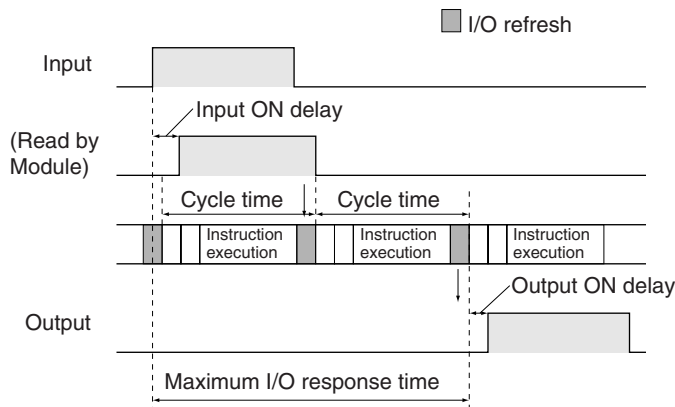 I/O refresh
Input
Input ON delay
(Read by
Module)
Cycle time
Cycle time
Instruction
execution
Instruction
execution
Instruction
execution
Output ON delay
Output
Maximum I/O response time